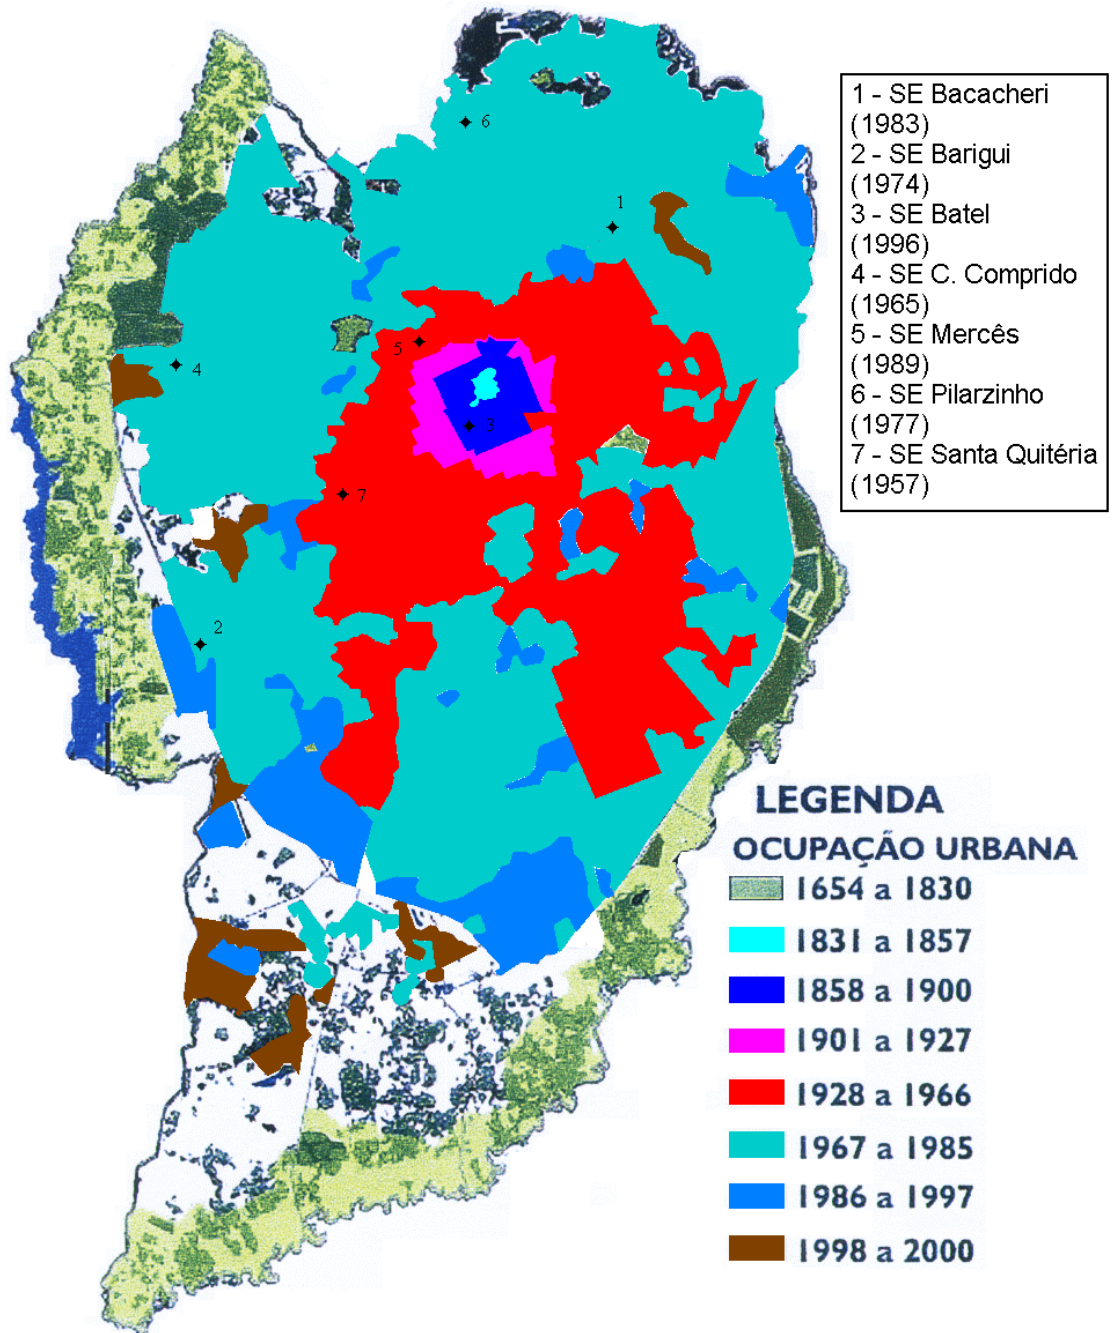 6
1
5
4
3
7
2
1 - SE Bacacheri
(1983)
2 - SE Barigui
(1974)
3 - SE Batel
(1996)
4 - SE C. Comprido
(1965)
5 - SE Mercês
(1989)
6 - SE Pilarzinho
(1977)
7 - SE Santa Quitéria
(1957)
LEGENDA
OCUPAÇÃO URBANA
1654 a 1830
1831 a 1857
1858 a 1900
1901 a 1927
1928 a 1966
1967 a 1985
1986 a 1997
1998 a 2000